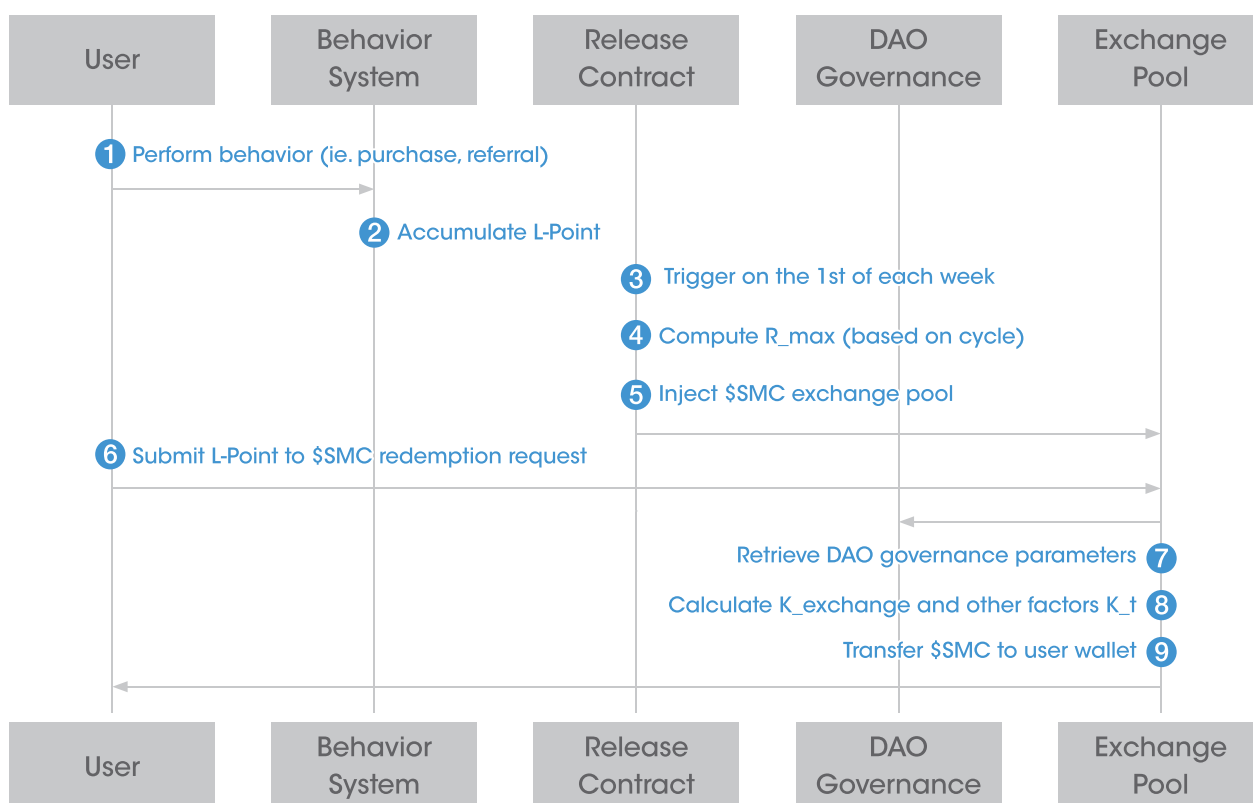 User
Behavior
System
Release
Contract
DAO
Governance
Exchange
Pool
1 Perform behavior (ie. purchase, referral)
2 Accumulate L-Point
3 Trigger on the 1st of each week
4 Compute R_max (based on cycle)
5 Inject $SMC exchange pool
6 Submit L-Point to $SMC redemption request
Retrieve DAO governance parameters 7
Calculate K_exchange and other factors K_t 8
Transfer $SMC to user wallet 9
User
Behavior
System
Release
Contract
DAO
Governance
Exchange
Pool